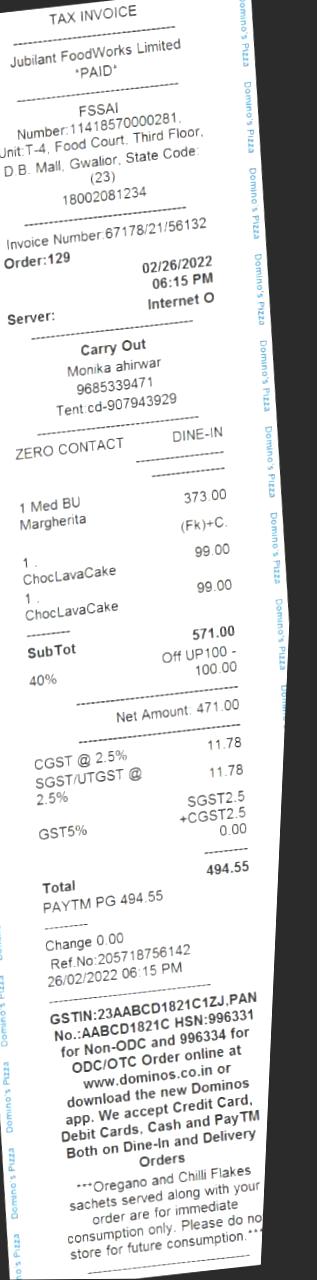 TAX INVOICE
Jubilant FoodWorks Limited
*PAID*
FSSAI
Number:11418570000281,
Unit:T-4, Food Court, Third Floor,
D.B. Mall, Gwalior, State Code:
(23)
18002081234
Invoice Number:67178/21/56132
Order:129
02/26/2022
06:15 PM
Server: Internet O
Carry Out
Monika ahirwar
9685339471
Tent:cd-907943929
ZERO CONTACT DINE-IN
1 Med BU 373.00
Margherita (Fk)+C.
1 . 99.00
ChocLavaCake
1 . 99.00
ChocLavaCake
SubTot 571.00
40% Off UP100 -
100.00
Net Amount: 471.00
CGST @ 2.5% 11.78
SGST/UTGST @ 11.78
2.5%
GST5% SGST2.5
+CGST2.5
0.00
Total 494.55
PAYTM PG 494.55
Change 0.00
Ref.No:205718756142
26/02/2022 06:15 PM
GSTIN:23AABCD1821C1ZJ,PAN
No.:AABCD1821C HSN:996331
for Non-ODC and 996334 for
ODC/OTC Order online at
www.dominos.co.in or
download the new Dominos
app. We accept Credit Card,
Debit Cards, Cash and PayTM
Both on Dine-In and Delivery
Orders
***Oregano and Chilli Flakes
sachets served along with your
order are for immediate
consumption only. Please do no
store for future consumption.***
Domino's Pizza
Domino's Pizza
Domino's Pizza
Domino's Pizza
Domino's Pizza
Domino's Pizza
Domino's Pizza
Domino's Pizza
Domino's Pizza
Domino's Pizza